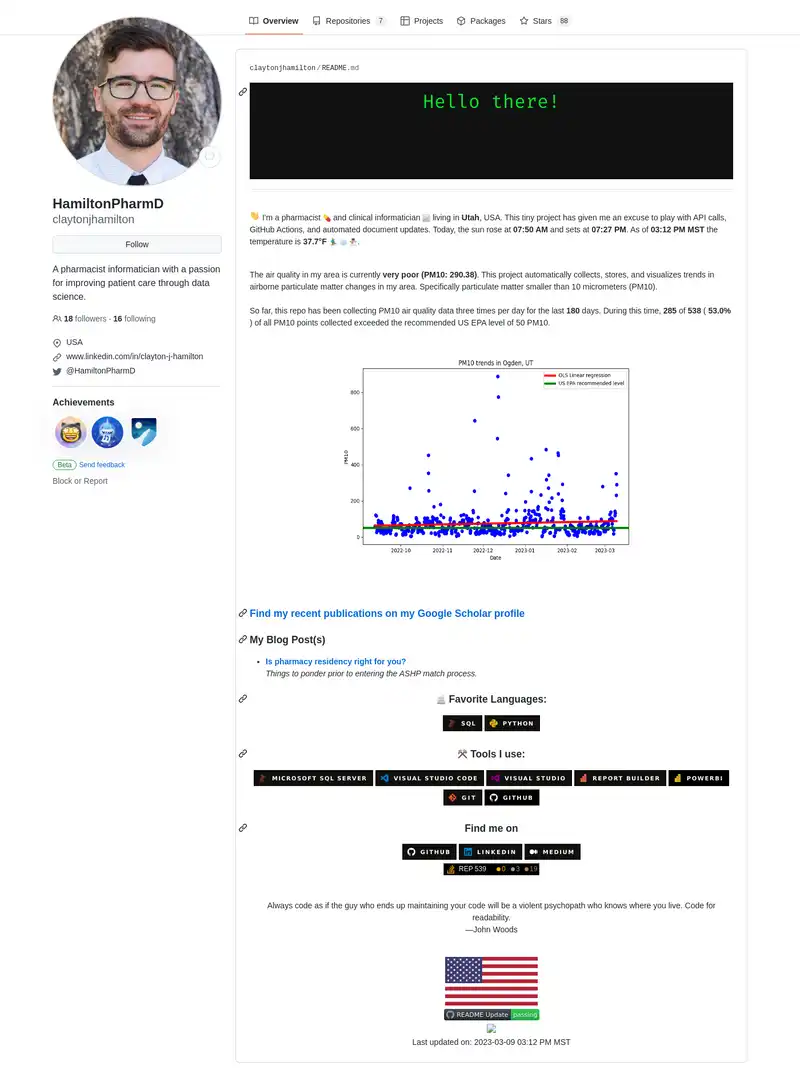 Overview
Repositories 7
Projects
Packages
Stars 88
HamiltonPharmD
claytonjhamilton
Follow
A pharmacist informatician with a passion
for improving patient care through data
science.
18 followers · 16 following
USA
www.linkedin.com/in/clayton-j-hamilton
@HamiltonPharmD
Achievements
Beta Send feedback
Block or Report
claytonjhamilton/README.md
Hello there!
👋 I'm a pharmacist 💊 and clinical informatician living in Utah, USA. This tiny project has given me an excuse to play with API calls,
GitHub Actions, and automated document updates. Today, the sun rose at 07:50 AM and sets at 07:27 PM. As of 03:12 PM MST the
temperature is 37.7°F.
The air quality in my area is currently very poor (PM10: 290.38). This project automatically collects, stores, and visualizes trends in
airborne particulate matter changes in my area. Specifically particulate matter smaller than 10 micrometers (PM10).
So far, this repo has been collecting PM10 air quality data three times per day for the last 180 days. During this time, 285 of 538 ( 53.0%
) of all PM10 points collected exceeded the recommended US EPA level of 50 PM10.
PM10 trends in Ogden, UT
OLS Linear regression
US EPA recommended level
800
600
400
200
0
PM10
2022-10 2022-11 2022-12 2023-01 2023-02 2023-03
Date
Find my recent publications on my Google Scholar profile
My Blog Post(s)
• Is pharmacy residency right for you?
Things to ponder prior to entering the ASHP match process.
Favorite Languages:
SQL PYTHON
Tools I use:
MICROSOFT SQL SERVER VISUAL STUDIO CODE VISUAL STUDIO REPORT BUILDER POWERBI
GIT GITHUB
Find me on
GITHUB LINKEDIN MEDIUM
REP 539 0 3 19
Always code as if the guy who ends up maintaining your code will be a violent psychopath who knows where you live. Code for
readability.
—John Woods
README Update passing
Last updated on: 2023-03-09 03:12 PM MST